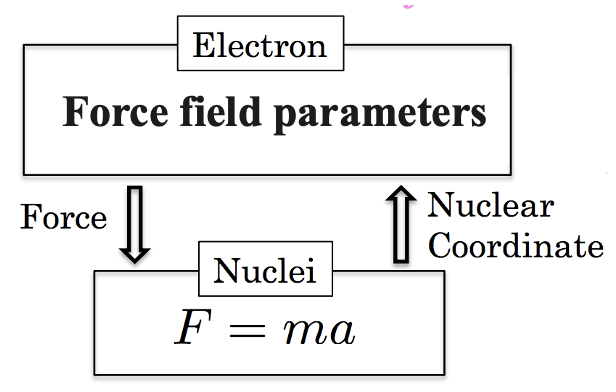 Electron
Force field parameters
Force
Nuclear
Coordinate
Nuclei
F = ma